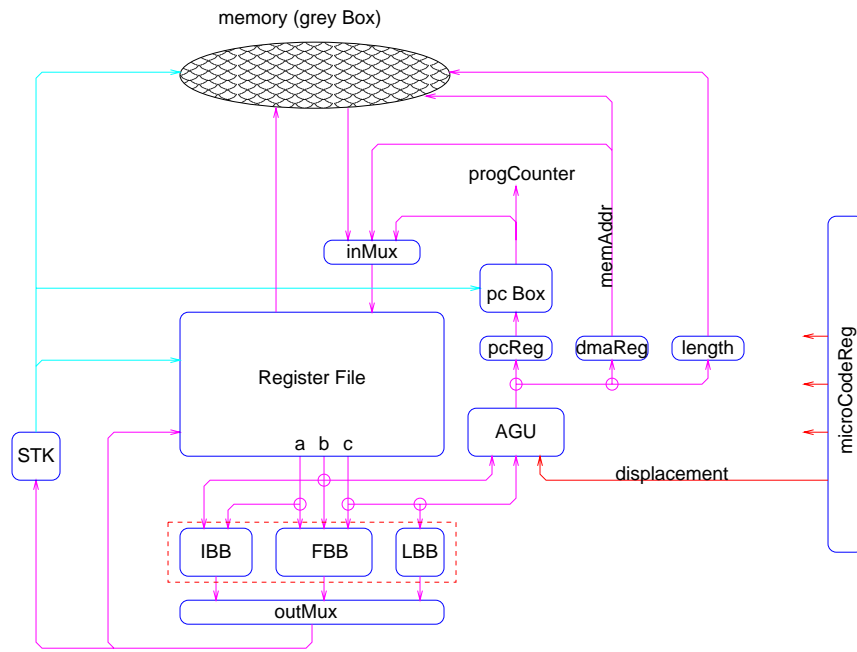 memory (grey Box)
progCounter
memAddr
inMux
pc Box
microCodeReg
pcReg
dmaReg
length
Register File
AGU
a b c
STK
displacement
IBB
FBB
LBB
outMux